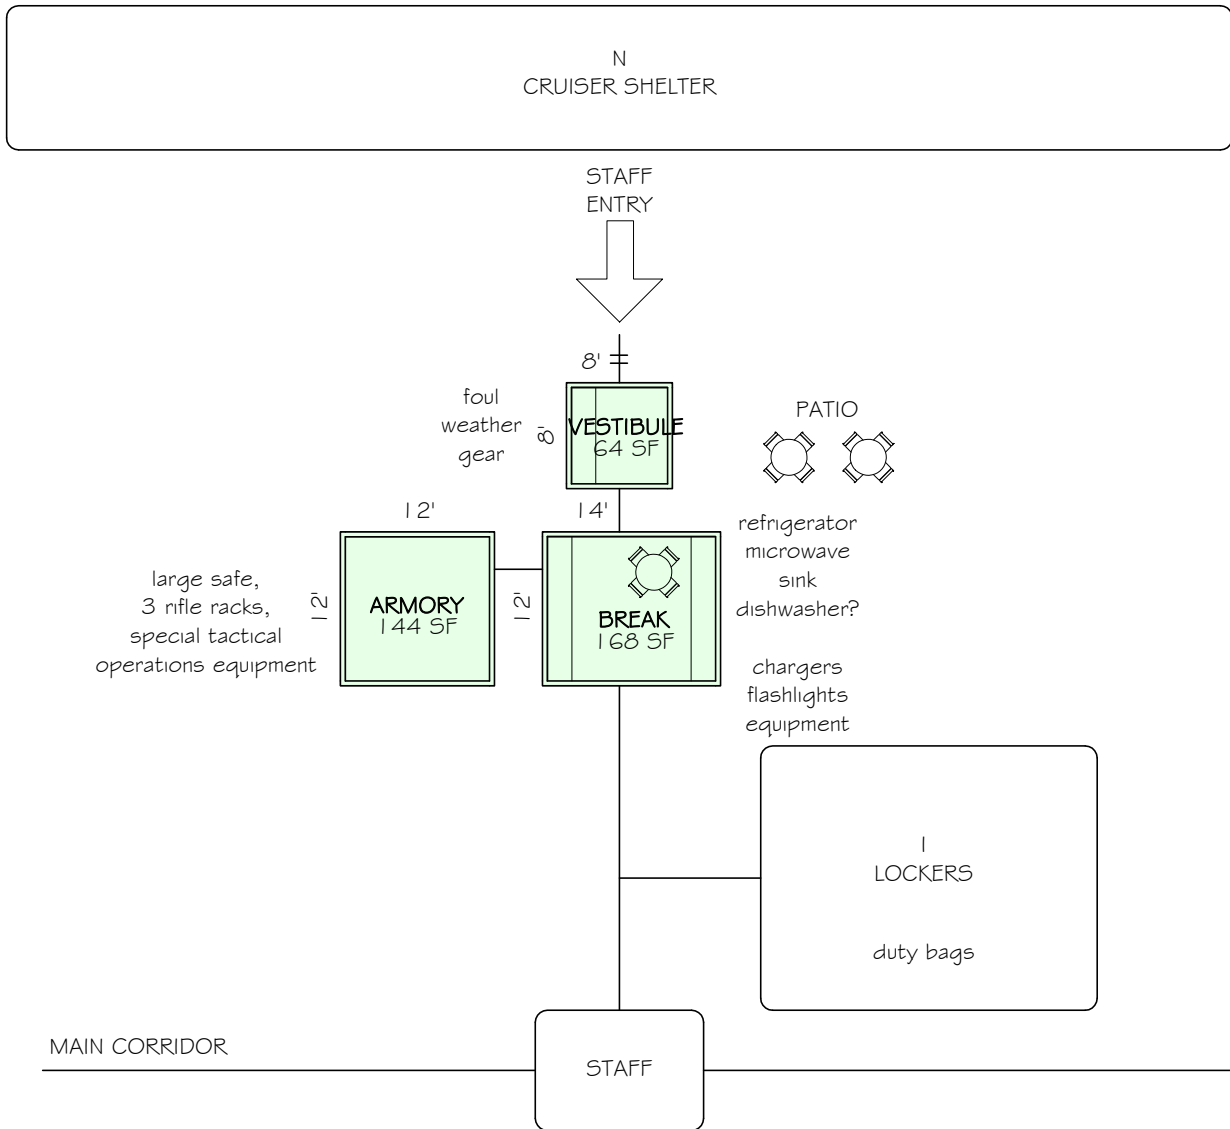 N
CRUISER SHELTER
STAFF
ENTRY
8'
foul
weather
gear
8'
VESTIBULE
64 SF
PATIO
12'
14'
refrigerator
microwave
sink
dishwasher?
large safe,
3 rifle racks,
special tactical
operations equipment
12'
ARMORY
144 SF
12'
BREAK
168 SF
chargers
flashlights
equipment
I
LOCKERS
duty bags
MAIN CORRIDOR
STAFF